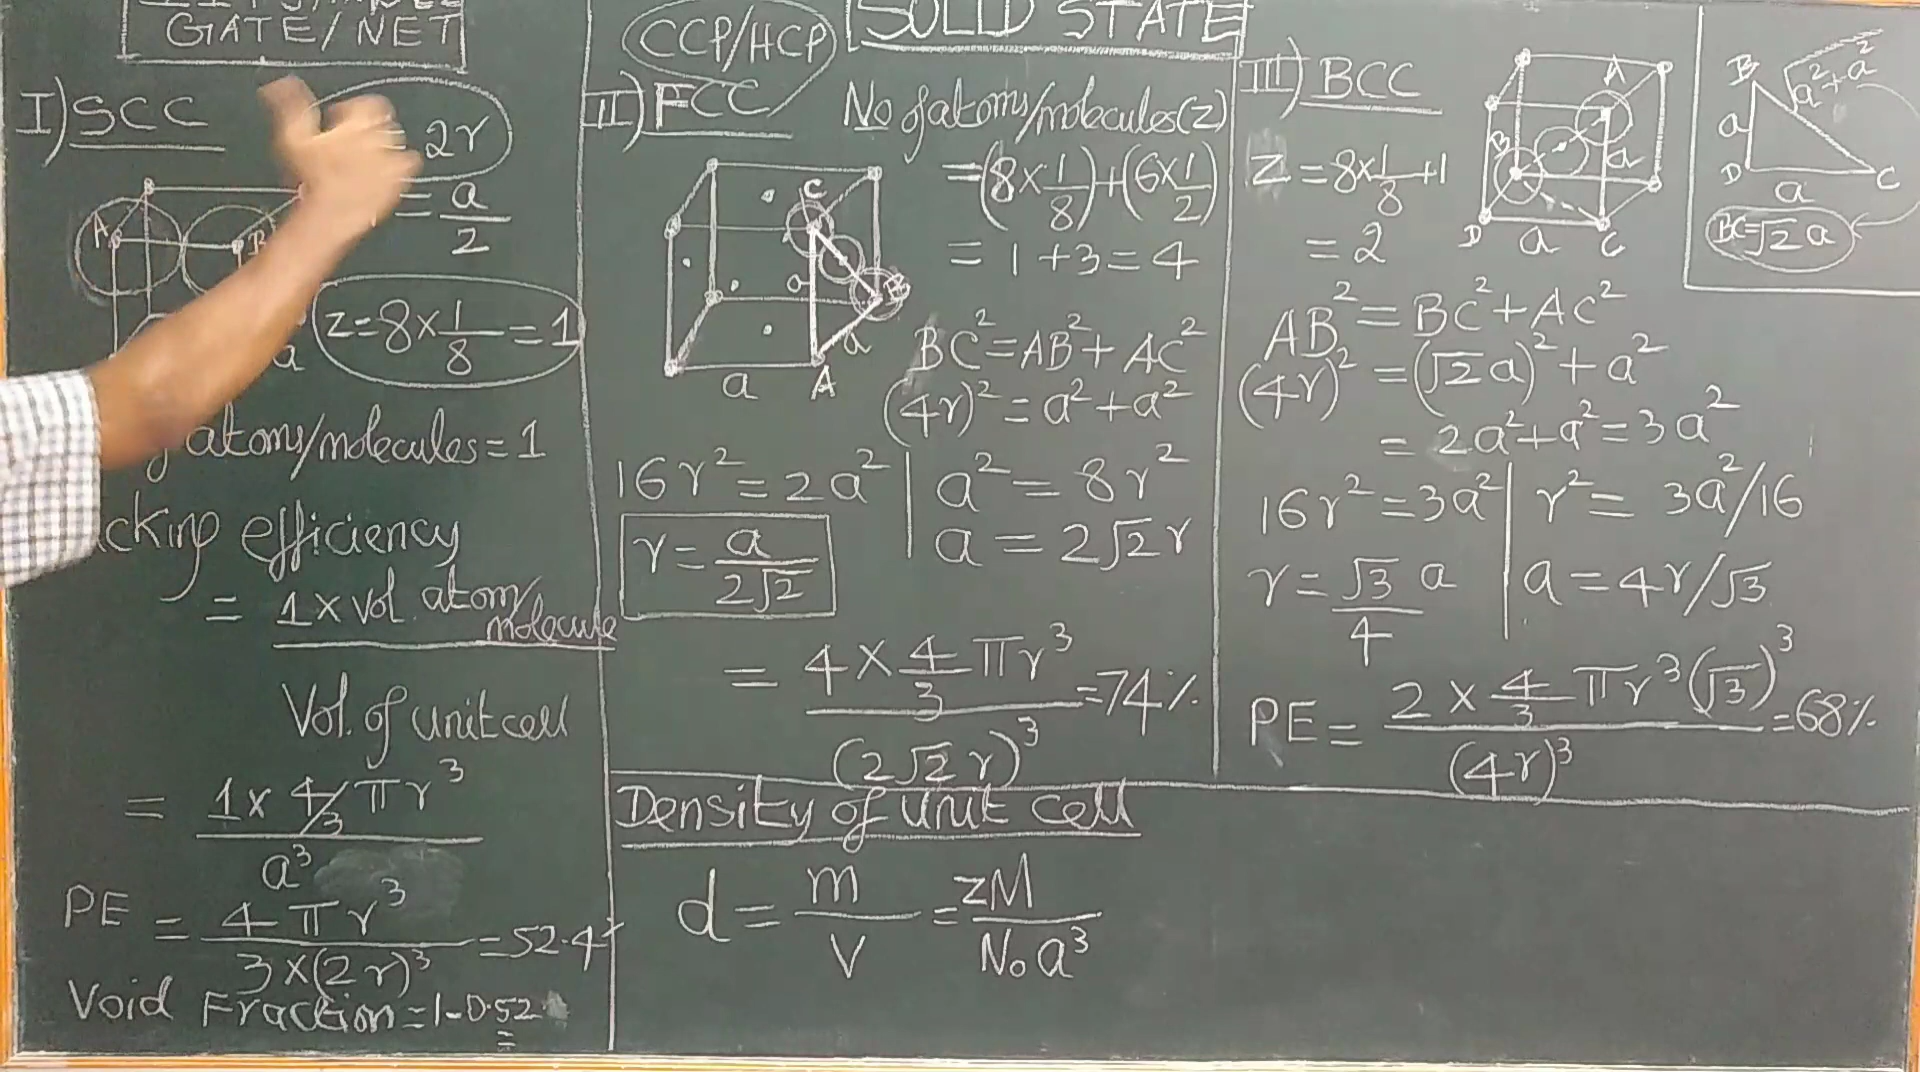 GATE/NET
I) SCC
= 2r
= a/2
A
B
a
z = 8 × 1/8 = 1
atoms/molecules = 1
cking efficiency
= 1 × vol. atom/molecule
Vol. of unit cell
= 1 × 4/3 πr³
a³
PE = 4πr³ / 3×(2r)³ = 52.4
Void Fraction = 1 - 0.52
CCP/HCP
SOLID STATE
II) FCC
No of atoms/molecules (z)
= (8 × 1/8) + (6 × 1/2)
= 1 + 3 = 4
C
a
B
a
a
A
BC² = AB² + AC²
(4r)² = a² + a²
16r² = 2a² | a² = 8r²
r = a/2√2 | a = 2√2 r
= 4 × 4/3 πr³ / (2√2 r)³ = 74%
Density of unit cell
d = m/V = zM/N₀a³
III) BCC
A
B
a
D
a
C
z = 8 × 1/8 + 1
= 2
AB² = BC² + AC²
(4r)² = (√2 a)² + a²
= 2a² + a² = 3a²
16r² = 3a² | r² = 3a²/16
r = √3/4 a | a = 4r/√3
PE = 2 × 4/3 πr³(√3)³ / (4r)³ = 68%
B
√a² + a²
a
D
a
C
BC = √2 a